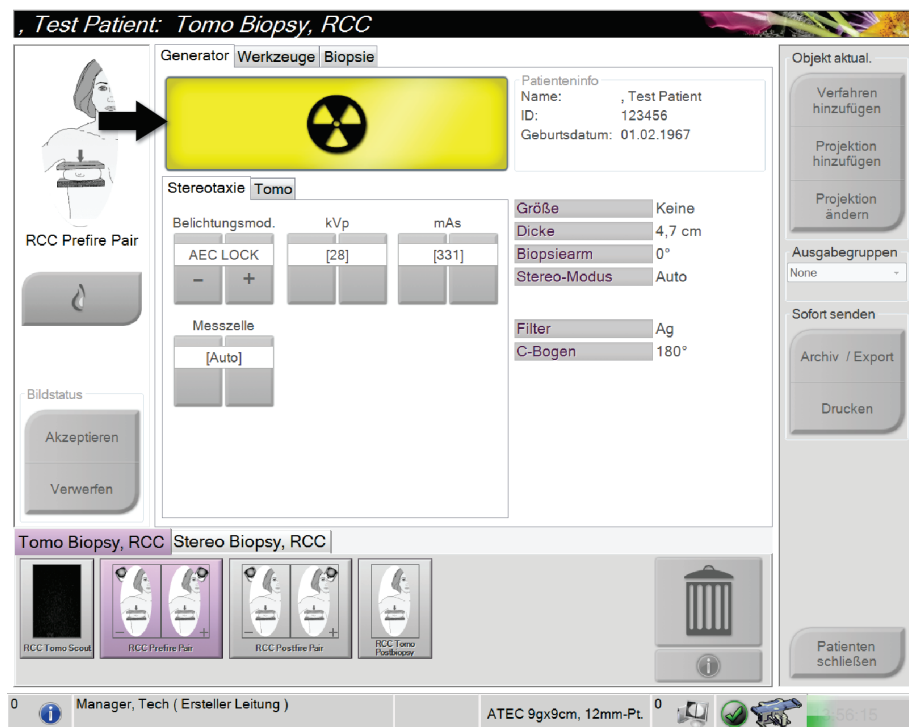 , Test Patient: Tomo Biopsy, RCC
Generator Werkzeuge Biopsie
Patienteninfo
Name: , Test Patient
ID: 123456
Geburtsdatum: 01.02.1967
RCC Prefire Pair
Bildstatus
Akzeptieren
Verwerfen
Stereotaxie Tomo
Belichtungsmod. kVp mAs
AEC LOCK [28] [331]
− +
Messzelle
[Auto]
Größe Keine
Dicke 4,7 cm
Biopsiearm 0°
Stereo-Modus Auto
Filter Ag
C-Bogen 180°
Objekt aktual.
Verfahren
hinzufügen
Projektion
hinzufügen
Projektion
ändern
Ausgabegruppen
None
Sofort senden
Archiv / Export
Drucken
Patienten
schließen
Tomo Biopsy, RCC Stereo Biopsy, RCC
RCC Tomo Scout
− +
RCC Prefire Pair
− +
RCC Postfire Pair
RCC Tomo
Postbiopsy
0 Manager, Tech ( Ersteller Leitung ) ATEC 9gx9cm, 12mm-Pt. 0